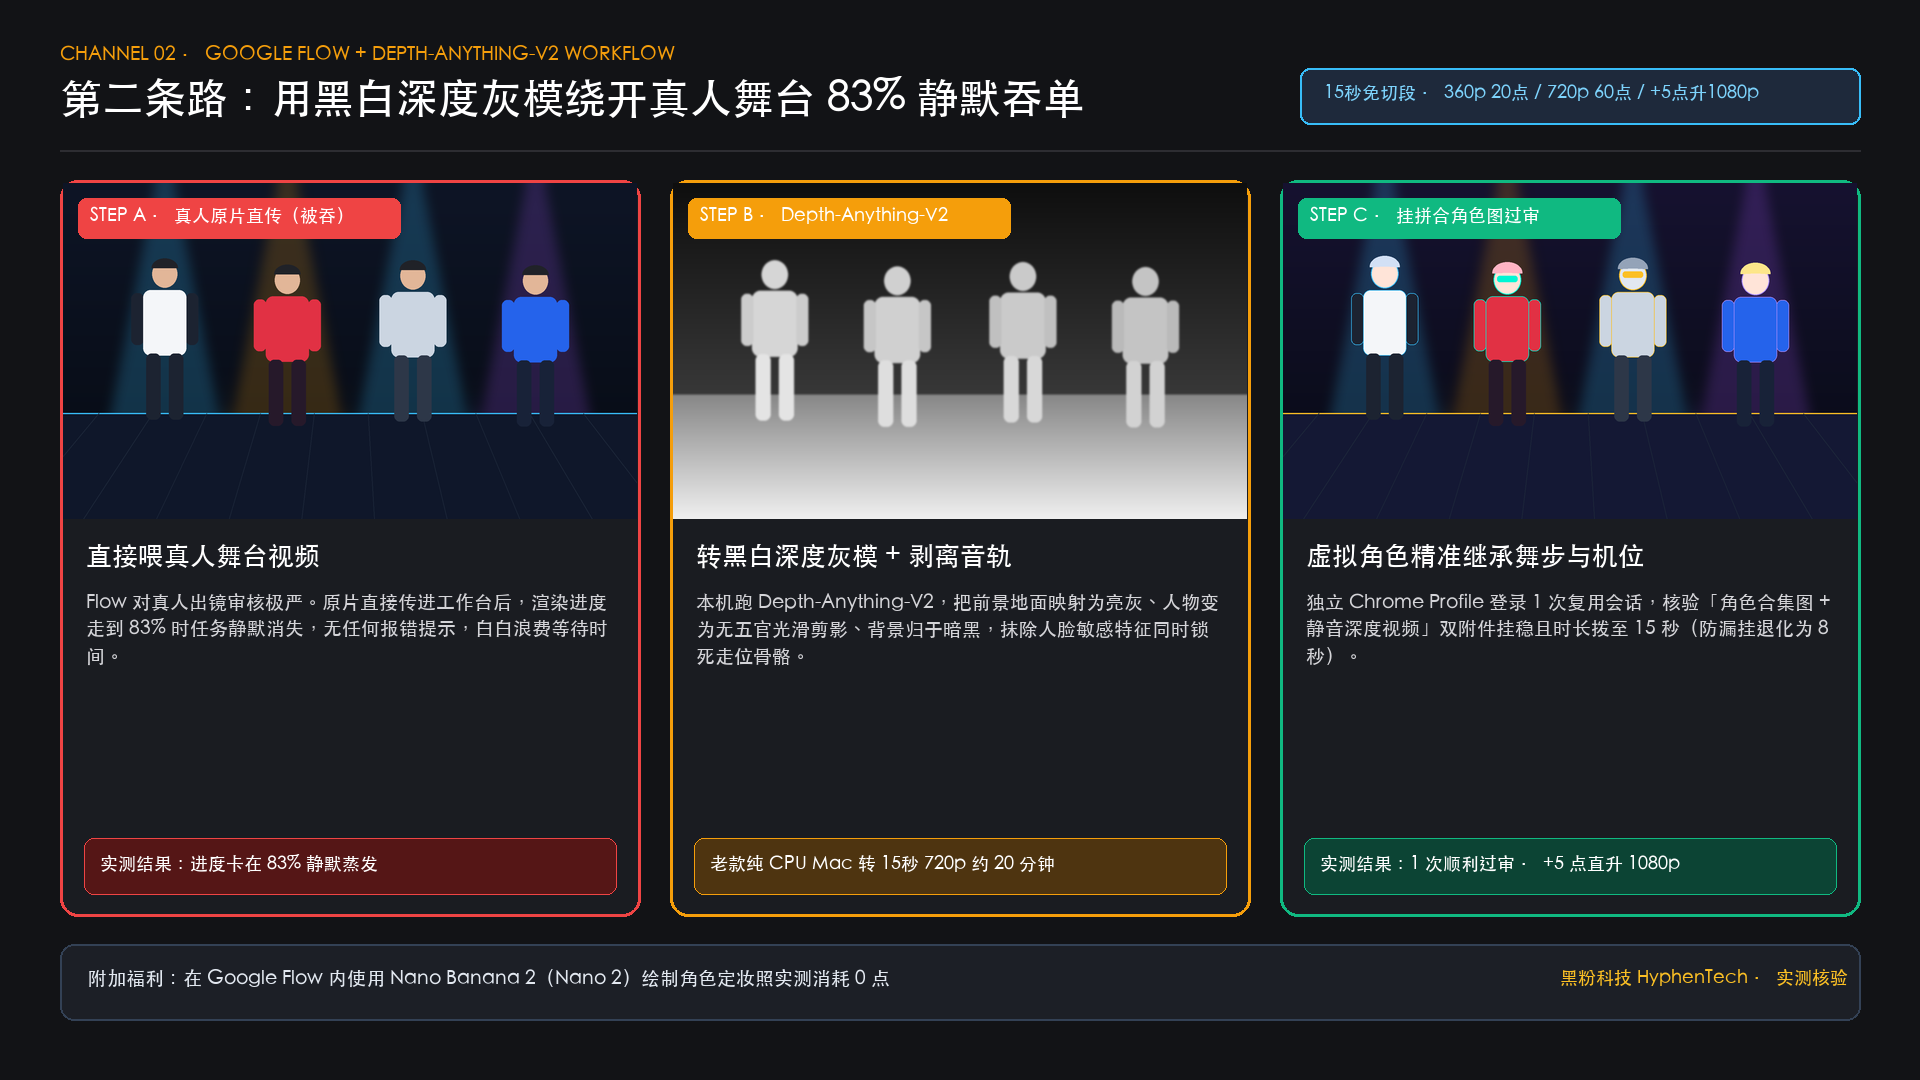 CHANNEL 02 · GOOGLE FLOW + DEPTH-ANYTHING-V2 WORKFLOW
第二条路：用黑白深度灰模绕开真人舞台 83% 静默吞单
15秒免切段 · 360p 20点 / 720p 60点 / +5点升1080p
STEP A · 真人原片直传（被吞）
直接喂真人舞台视频
Flow 对真人出镜审核极严。原片直接传进工作台后，渲染进度
走到 83% 时任务静默消失，无任何报错提示，白白浪费等待时
间。
实测结果：进度卡在 83% 静默蒸发
STEP B · Depth-Anything-V2
转黑白深度灰模 + 剥离音轨
本机跑 Depth-Anything-V2，把前景地面映射为亮灰、人物变
为无五官光滑剪影、背景归于暗黑，抹除人脸敏感特征同时锁
死走位骨骼。
老款纯 CPU Mac 转 15秒 720p 约 20 分钟
STEP C · 挂拼合角色图过审
虚拟角色精准继承舞步与机位
独立 Chrome Profile 登录 1 次复用会话，核验「角色合集图 +
静音深度视频」双附件挂稳且时长拨至 15 秒（防漏挂退化为 8
秒）。
实测结果：1 次顺利过审 · +5 点直升 1080p
附加福利：在 Google Flow 内使用 Nano Banana 2（Nano 2）绘制角色定妆照实测消耗 0 点
黑粉科技 HyphenTech · 实测核验